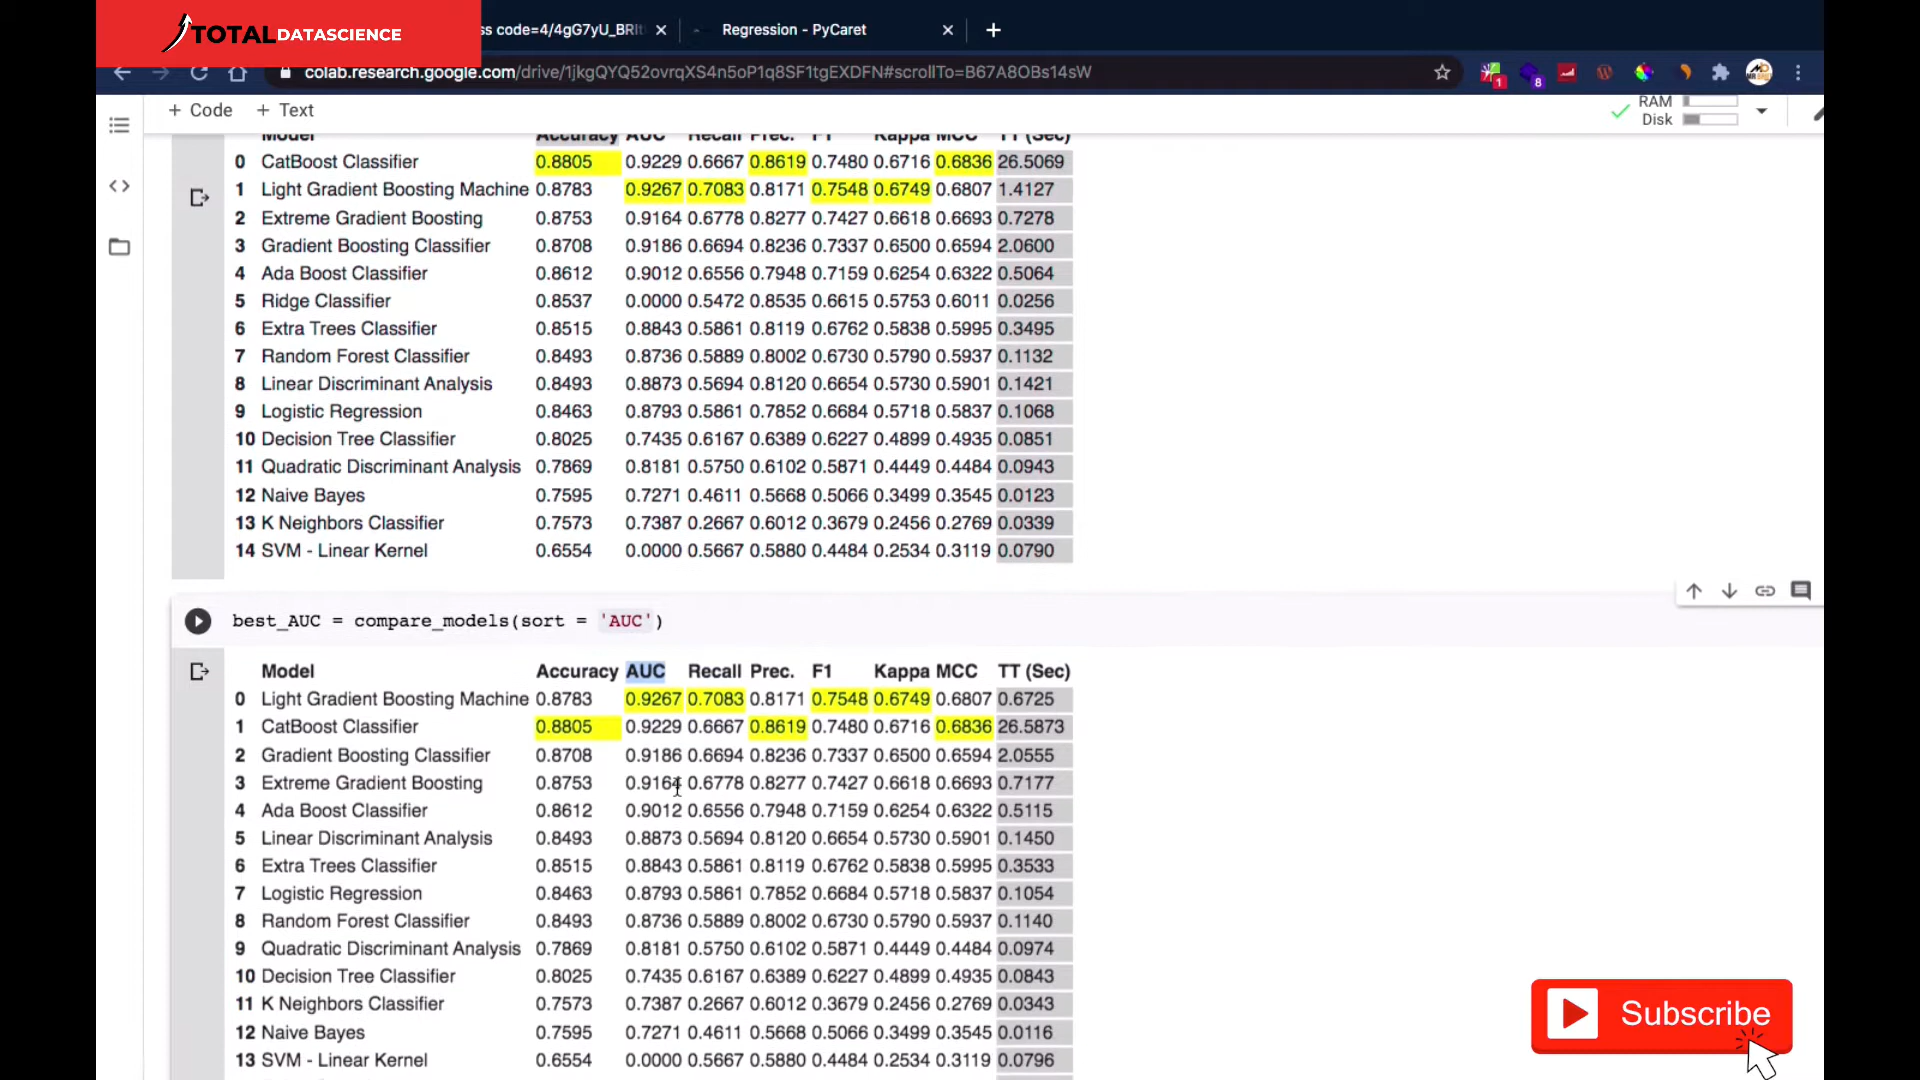 TOTAL DATASCIENCE
ss code=4/4gG7yU_BRIt
Regression - PyCaret
colab.research.google.com/drive/1jkgQYQ52ovrqXS4n5oP1q8SF1tgEXDFN#scrollTo=B67A8OBs14sW
1
8
+ Code + Text
RAM
Disk
Model Accuracy AUC Recall Prec. F1 Kappa MCC TT (Sec)
0 CatBoost Classifier 0.8805 0.9229 0.6667 0.8619 0.7480 0.6716 0.6836 26.5069
1 Light Gradient Boosting Machine 0.8783 0.9267 0.7083 0.8171 0.7548 0.6749 0.6807 1.4127
2 Extreme Gradient Boosting 0.8753 0.9164 0.6778 0.8277 0.7427 0.6618 0.6693 0.7278
3 Gradient Boosting Classifier 0.8708 0.9186 0.6694 0.8236 0.7337 0.6500 0.6594 2.0600
4 Ada Boost Classifier 0.8612 0.9012 0.6556 0.7948 0.7159 0.6254 0.6322 0.5064
5 Ridge Classifier 0.8537 0.0000 0.5472 0.8535 0.6615 0.5753 0.6011 0.0256
6 Extra Trees Classifier 0.8515 0.8843 0.5861 0.8119 0.6762 0.5838 0.5995 0.3495
7 Random Forest Classifier 0.8493 0.8736 0.5889 0.8002 0.6730 0.5790 0.5937 0.1132
8 Linear Discriminant Analysis 0.8493 0.8873 0.5694 0.8120 0.6654 0.5730 0.5901 0.1421
9 Logistic Regression 0.8463 0.8793 0.5861 0.7852 0.6684 0.5718 0.5837 0.1068
10 Decision Tree Classifier 0.8025 0.7435 0.6167 0.6389 0.6227 0.4899 0.4935 0.0851
11 Quadratic Discriminant Analysis 0.7869 0.8181 0.5750 0.6102 0.5871 0.4449 0.4484 0.0943
12 Naive Bayes 0.7595 0.7271 0.4611 0.5668 0.5066 0.3499 0.3545 0.0123
13 K Neighbors Classifier 0.7573 0.7387 0.2667 0.6012 0.3679 0.2456 0.2769 0.0339
14 SVM - Linear Kernel 0.6554 0.0000 0.5667 0.5880 0.4484 0.2534 0.3119 0.0790
best_AUC = compare_models(sort = 'AUC')
Model Accuracy AUC Recall Prec. F1 Kappa MCC TT (Sec)
0 Light Gradient Boosting Machine 0.8783 0.9267 0.7083 0.8171 0.7548 0.6749 0.6807 0.6725
1 CatBoost Classifier 0.8805 0.9229 0.6667 0.8619 0.7480 0.6716 0.6836 26.5873
2 Gradient Boosting Classifier 0.8708 0.9186 0.6694 0.8236 0.7337 0.6500 0.6594 2.0555
3 Extreme Gradient Boosting 0.8753 0.9164 0.6778 0.8277 0.7427 0.6618 0.6693 0.7177
4 Ada Boost Classifier 0.8612 0.9012 0.6556 0.7948 0.7159 0.6254 0.6322 0.5115
5 Linear Discriminant Analysis 0.8493 0.8873 0.5694 0.8120 0.6654 0.5730 0.5901 0.1450
6 Extra Trees Classifier 0.8515 0.8843 0.5861 0.8119 0.6762 0.5838 0.5995 0.3533
7 Logistic Regression 0.8463 0.8793 0.5861 0.7852 0.6684 0.5718 0.5837 0.1054
8 Random Forest Classifier 0.8493 0.8736 0.5889 0.8002 0.6730 0.5790 0.5937 0.1140
9 Quadratic Discriminant Analysis 0.7869 0.8181 0.5750 0.6102 0.5871 0.4449 0.4484 0.0974
10 Decision Tree Classifier 0.8025 0.7435 0.6167 0.6389 0.6227 0.4899 0.4935 0.0843
11 K Neighbors Classifier 0.7573 0.7387 0.2667 0.6012 0.3679 0.2456 0.2769 0.0343
12 Naive Bayes 0.7595 0.7271 0.4611 0.5668 0.5066 0.3499 0.3545 0.0116
13 SVM - Linear Kernel 0.6554 0.0000 0.5667 0.5880 0.4484 0.2534 0.3119 0.0796
Subscribe